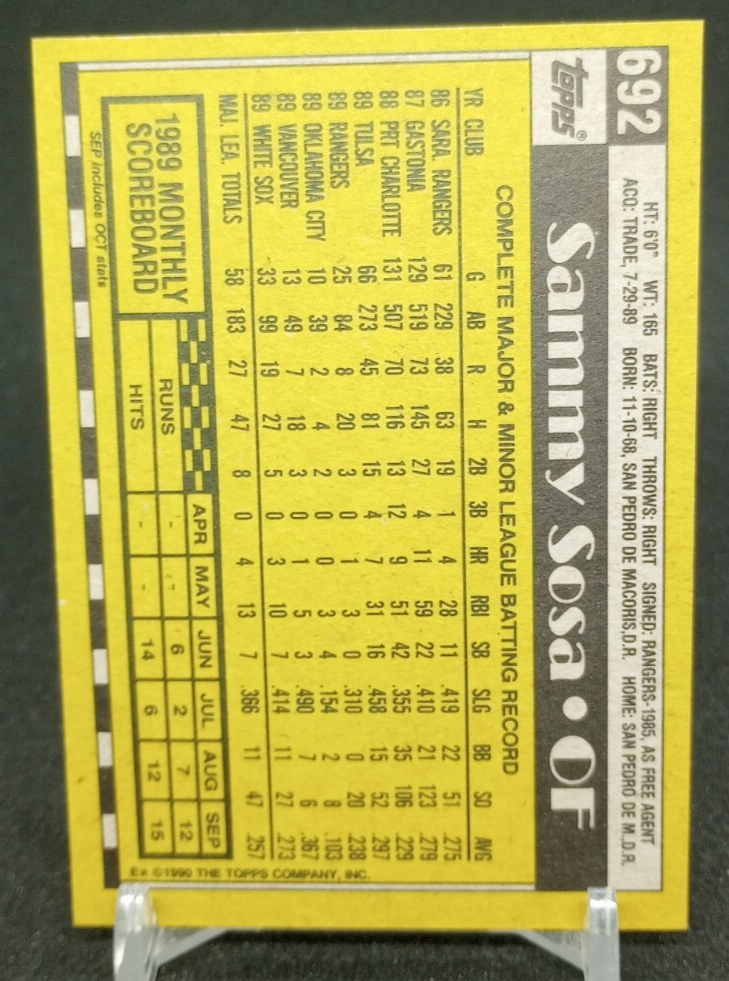 692
HT: 6'0" WT: 165 BATS: RIGHT THROWS: RIGHT SIGNED: RANGERS-1985, AS FREE AGENT
ACQ: TRADE, 7-29-89 BORN: 11-10-68, SAN PEDRO DE MACORIS,D.R. HOME: SAN PEDRO DE M.,D.R.
topps®
Sammy Sosa • OF
COMPLETE MAJOR & MINOR LEAGUE BATTING RECORD
YR CLUB G AB R H 2B 3B HR RBI SB SLG BB SO AVG
86 SARA. RANGERS 61 229 38 63 19 1 4 28 11 .419 22 51 .275
87 GASTONIA 129 519 73 145 27 4 11 59 22 .410 21 123 .279
88 PRT CHARLOTTE 131 507 70 116 13 12 9 51 42 .355 35 106 .229
89 TULSA 66 273 45 81 15 4 7 31 16 .458 15 52 .297
89 RANGERS 25 84 8 20 3 0 1 3 0 .310 0 20 .238
89 OKLAHOMA CITY 10 39 2 4 2 0 0 3 4 .154 2 8 .103
89 VANCOUVER 13 49 7 18 3 0 1 5 3 .490 7 6 .367
89 WHITE SOX 33 99 19 27 5 0 3 10 7 .414 11 27 .273
MAJ. LEA. TOTALS 58 183 27 47 8 0 4 13 7 .366 11 47 .257
1989 MONTHLY
SCOREBOARD
APR MAY JUN JUL AUG SEP
RUNS - - 6 2 7 12
HITS - - 14 6 12 15
SEP includes OCT stats
E* ©1990 THE TOPPS COMPANY, INC.